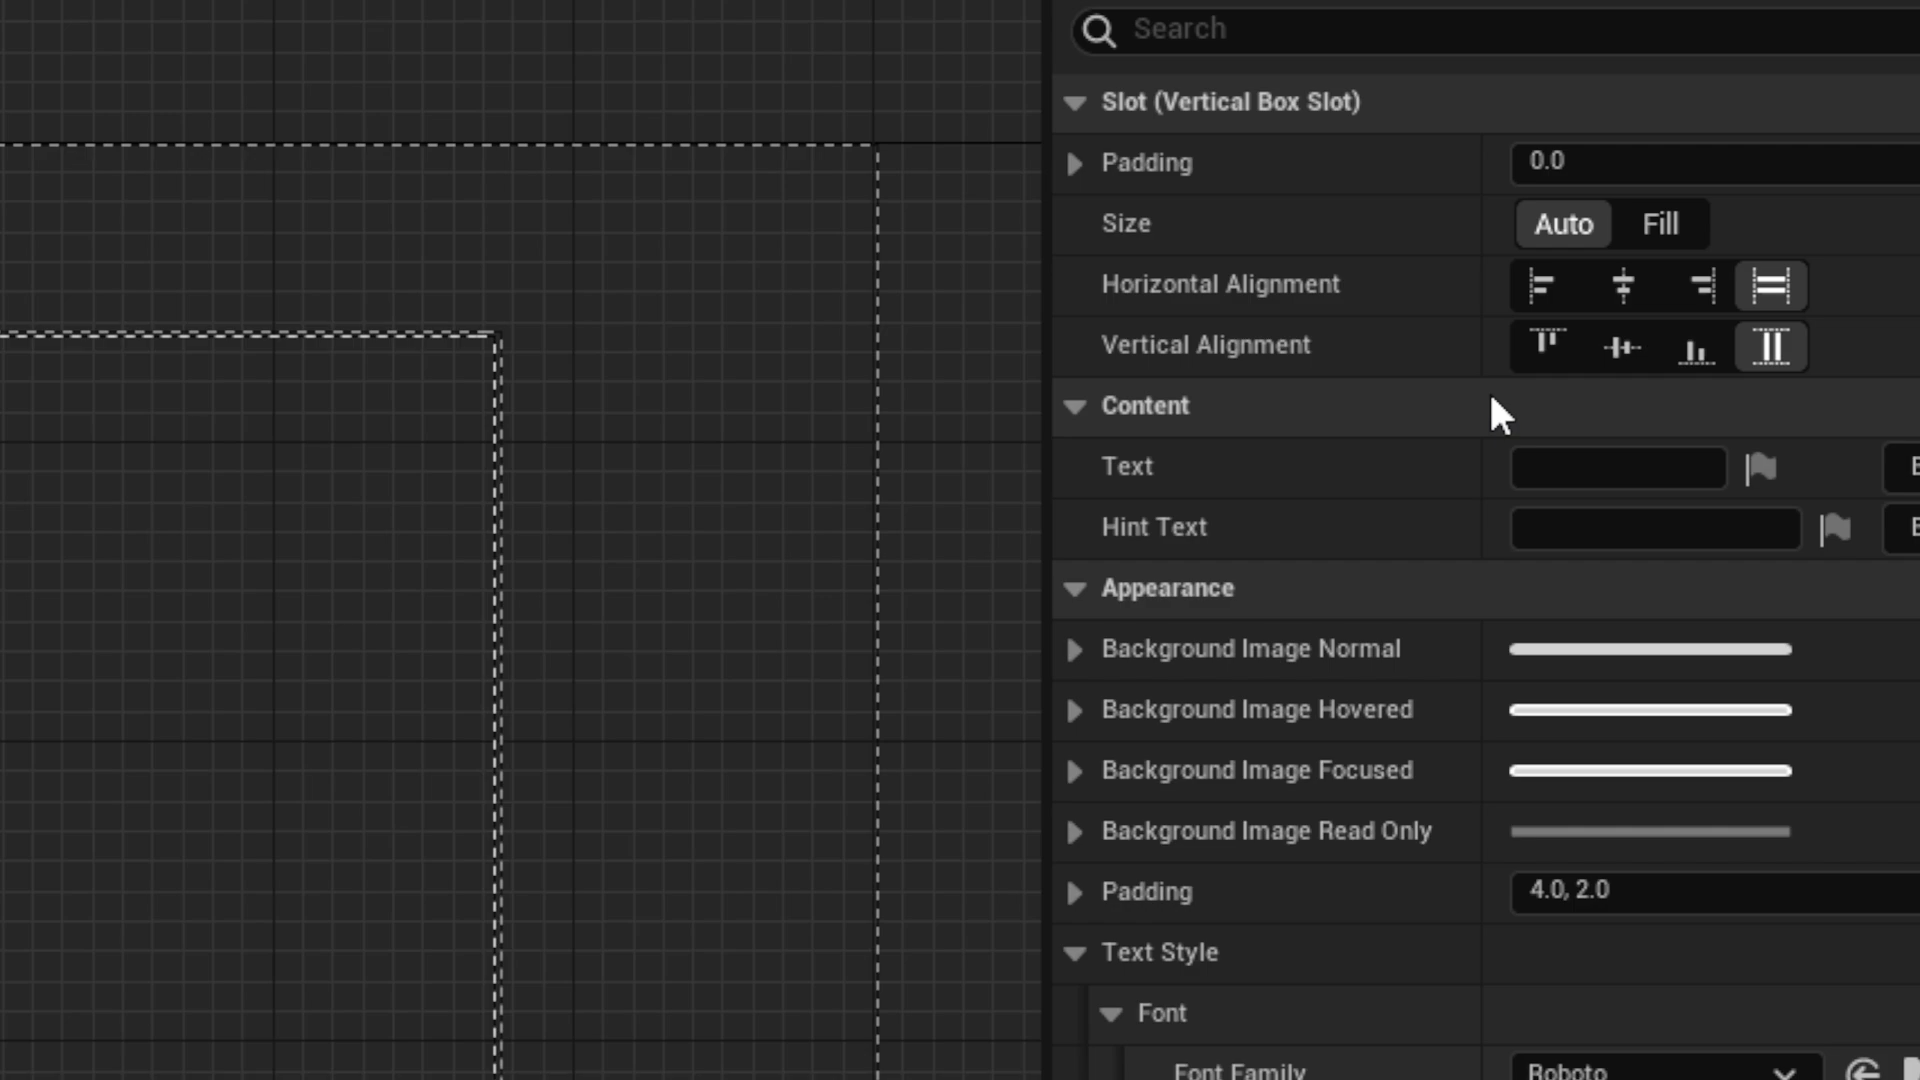 Search
Slot (Vertical Box Slot)
Padding
0.0
Size
Auto
Fill
Horizontal Alignment
Vertical Alignment
Content
Text
Hint Text
Appearance
Background Image Normal
Background Image Hovered
Background Image Focused
Background Image Read Only
Padding
4.0, 2.0
Text Style
Font
Font Family
Roboto